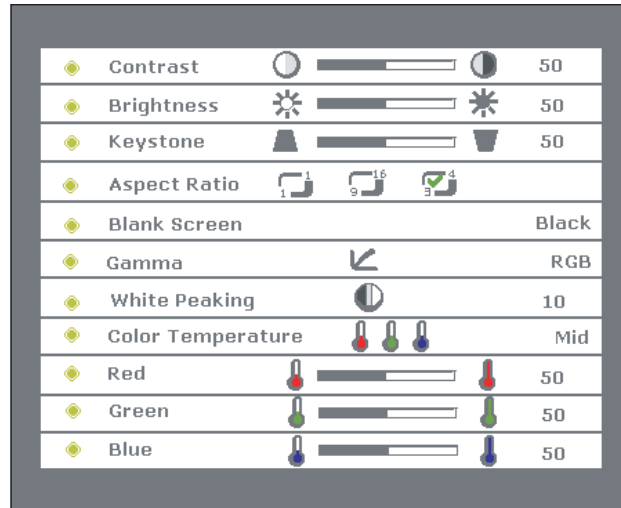 Contrast 50
Brightness 50
Keystone 50
Aspect Ratio 1 1 9 16 3 4
Blank Screen Black
Gamma RGB
White Peaking 10
Color Temperature Mid
Red 50
Green 50
Blue 50